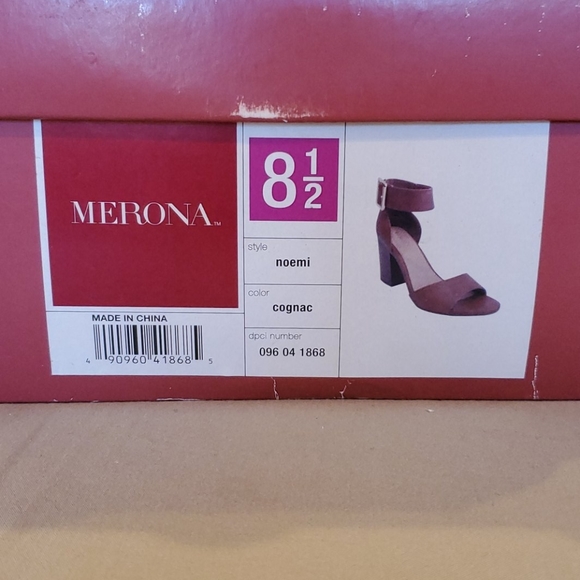 MERONA™
MADE IN CHINA
4 90960 41868 5
8 1/2
style
noemi
color
cognac
dpci number
096 04 1868